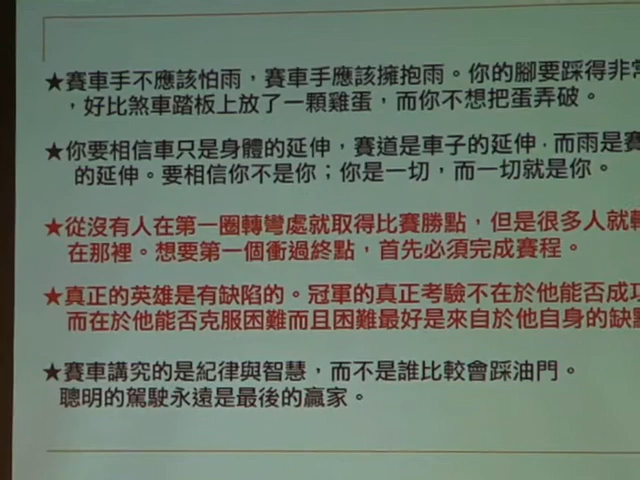 ★賽車手不應該怕雨，賽車手應該擁抱雨。你的腳要踩得非常
，好比煞車踏板上放了一顆雞蛋，而你不想把蛋弄破。
★你要相信車只是身體的延伸，賽道是車子的延伸，而雨是賽
的延伸。要相信你不是你；你是一切，而一切就是你。
★從沒有人在第一圈轉彎處就取得比賽勝點，但是很多人就
在那裡。想要第一個衝過終點，首先必須完成賽程。
★真正的英雄是有缺陷的。冠軍的真正考驗不在於他能否成功
而在於他能否克服困難而且困難最好是來自於他自身的缺點
★賽車講究的是紀律與智慧，而不是誰比較會踩油門。
聰明的駕駛永遠是最後的贏家。